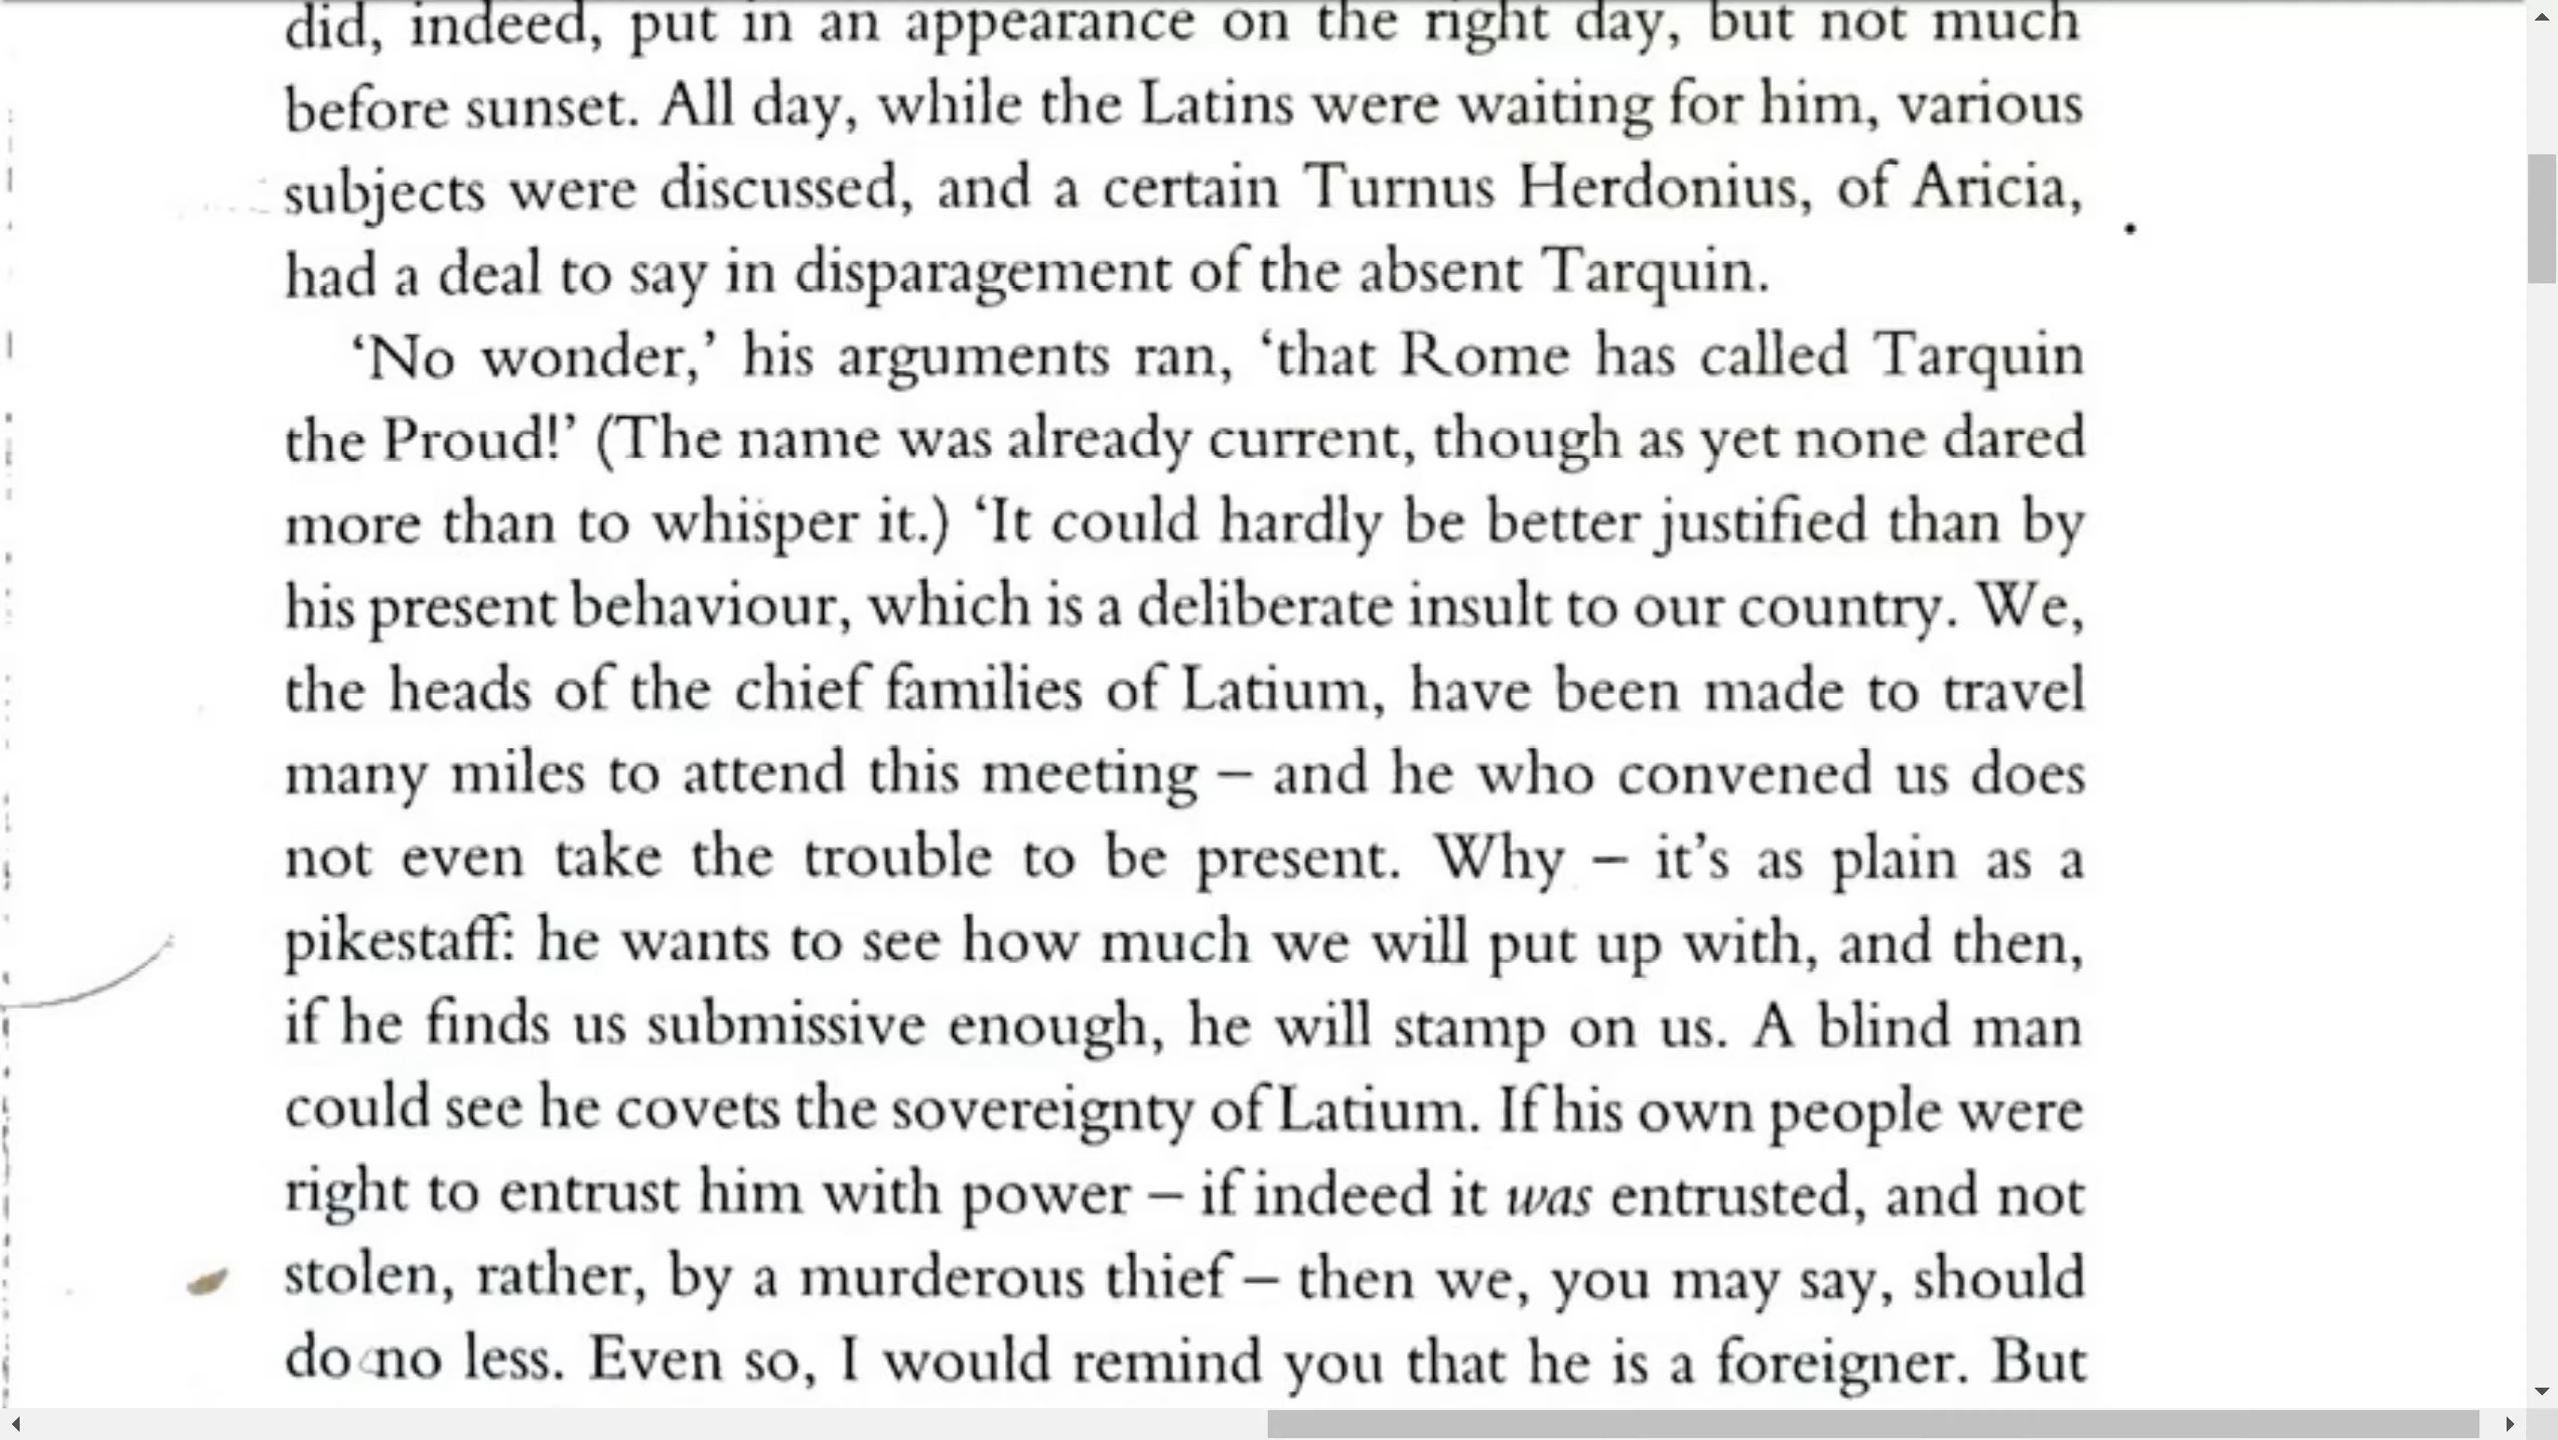 did, indeed, put in an appearance on the right day, but not much
before sunset. All day, while the Latins were waiting for him, various
subjects were discussed, and a certain Turnus Herdonius, of Aricia,
had a deal to say in disparagement of the absent Tarquin.
‘No wonder,’ his arguments ran, ‘that Rome has called Tarquin
the Proud!’ (The name was already current, though as yet none dared
more than to whisper it.) ‘It could hardly be better justified than by
his present behaviour, which is a deliberate insult to our country. We,
the heads of the chief families of Latium, have been made to travel
many miles to attend this meeting – and he who convened us does
not even take the trouble to be present. Why – it’s as plain as a
pikestaff: he wants to see how much we will put up with, and then,
if he finds us submissive enough, he will stamp on us. A blind man
could see he covets the sovereignty of Latium. If his own people were
right to entrust him with power – if indeed it was entrusted, and not
stolen, rather, by a murderous thief – then we, you may say, should
do no less. Even so, I would remind you that he is a foreigner. But